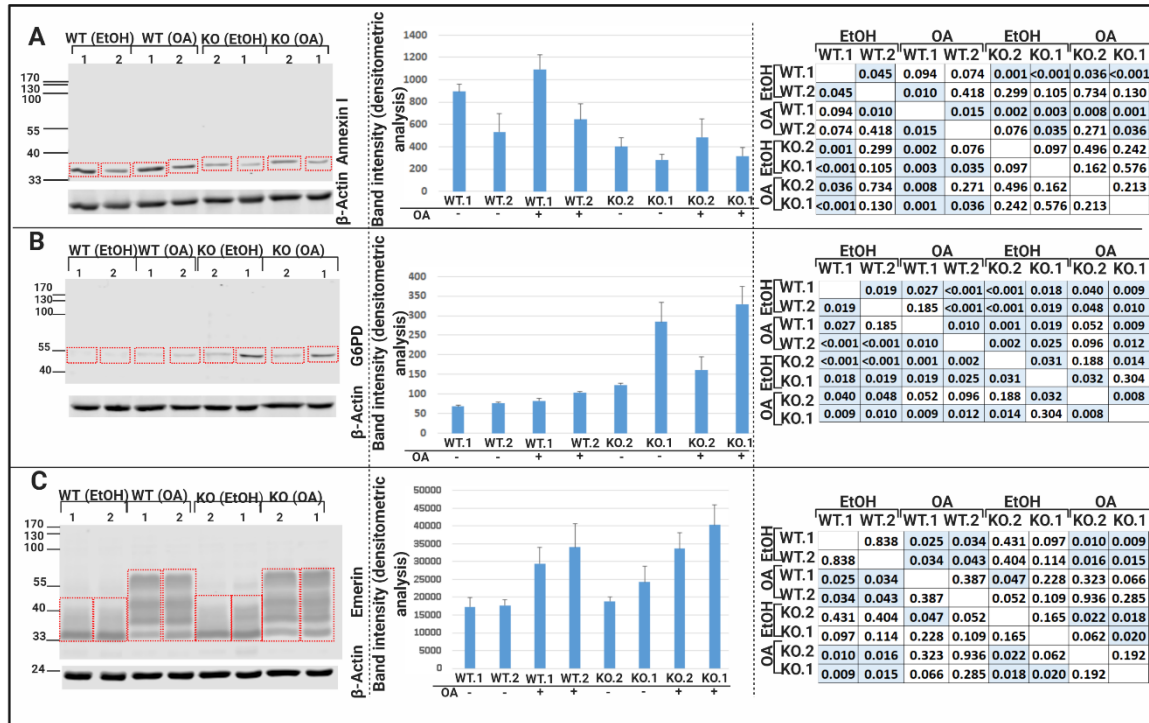 A
WT (EtOH) WT (OA) KO (EtOH) KO (OA)
1 2 1 2 2 1 2 1
170
130
100
55
40
33
Annexin I
β-Actin
Band intensity (densitometric analysis)
1400
1200
1000
800
600
400
200
0
WT.1 WT.2 WT.1 WT.2 KO.2 KO.1 KO.2 KO.1
OA - - + + - - + +
EtOH OA EtOH OA
WT.1 WT.2 WT.1 WT.2 KO.2 KO.1 KO.2 KO.1
EtOH OA EtOH OA
WT.1 0.045 0.094 0.074 0.001 <0.001 0.036 <0.001
WT.2 0.045 0.010 0.418 0.299 0.105 0.734 0.130
WT.1 0.094 0.010 0.015 0.002 0.003 0.008 0.001
WT.2 0.074 0.418 0.015 0.076 0.035 0.271 0.036
KO.2 0.001 0.299 0.002 0.076 0.097 0.496 0.242
KO.1 <0.001 0.105 0.003 0.035 0.097 0.162 0.576
KO.2 0.036 0.734 0.008 0.271 0.496 0.162 0.213
KO.1 <0.001 0.130 0.001 0.036 0.242 0.576 0.213
B
WT (EtOH) WT (OA) KO (EtOH) KO (OA)
1 2 1 2 2 1 2 1
170
130
100
55
40
G6PD
β-Actin
Band intensity (densitometric analysis)
400
350
300
250
200
150
100
50
0
WT.1 WT.2 WT.1 WT.2 KO.2 KO.1 KO.2 KO.1
OA - - + + - - + +
EtOH OA EtOH OA
WT.1 WT.2 WT.1 WT.2 KO.2 KO.1 KO.2 KO.1
EtOH OA EtOH OA
WT.1 0.019 0.027 <0.001 <0.001 0.018 0.040 0.009
WT.2 0.019 0.185 <0.001 <0.001 0.019 0.048 0.010
WT.1 0.027 0.185 0.010 0.001 0.019 0.052 0.009
WT.2 <0.001 <0.001 0.010 0.002 0.025 0.096 0.012
KO.2 <0.001 <0.001 0.001 0.002 0.031 0.188 0.014
KO.1 0.018 0.019 0.019 0.025 0.031 0.032 0.304
KO.2 0.040 0.048 0.052 0.096 0.188 0.032 0.008
KO.1 0.009 0.010 0.009 0.012 0.014 0.304 0.008
C
WT (EtOH) WT (OA) KO (EtOH) KO (OA)
1 2 1 2 2 1 2 1
170
130
100
55
40
33
24
Emerin
β-Actin
Band intensity (densitometric analysis)
50000
45000
40000
35000
30000
25000
20000
15000
10000
5000
0
WT.1 WT.2 WT.1 WT.2 KO.2 KO.1 KO.2 KO.1
OA - - + + - - + +
EtOH OA EtOH OA
WT.1 WT.2 WT.1 WT.2 KO.2 KO.1 KO.2 KO.1
EtOH OA EtOH OA
WT.1 0.838 0.025 0.034 0.431 0.097 0.010 0.009
WT.2 0.838 0.034 0.043 0.404 0.114 0.016 0.015
WT.1 0.025 0.034 0.387 0.047 0.228 0.323 0.066
WT.2 0.034 0.043 0.387 0.052 0.109 0.936 0.285
KO.2 0.431 0.404 0.047 0.052 0.165 0.022 0.018
KO.1 0.097 0.114 0.228 0.109 0.165 0.062 0.020
KO.2 0.010 0.016 0.323 0.936 0.022 0.062 0.192
KO.1 0.009 0.015 0.066 0.285 0.018 0.020 0.192